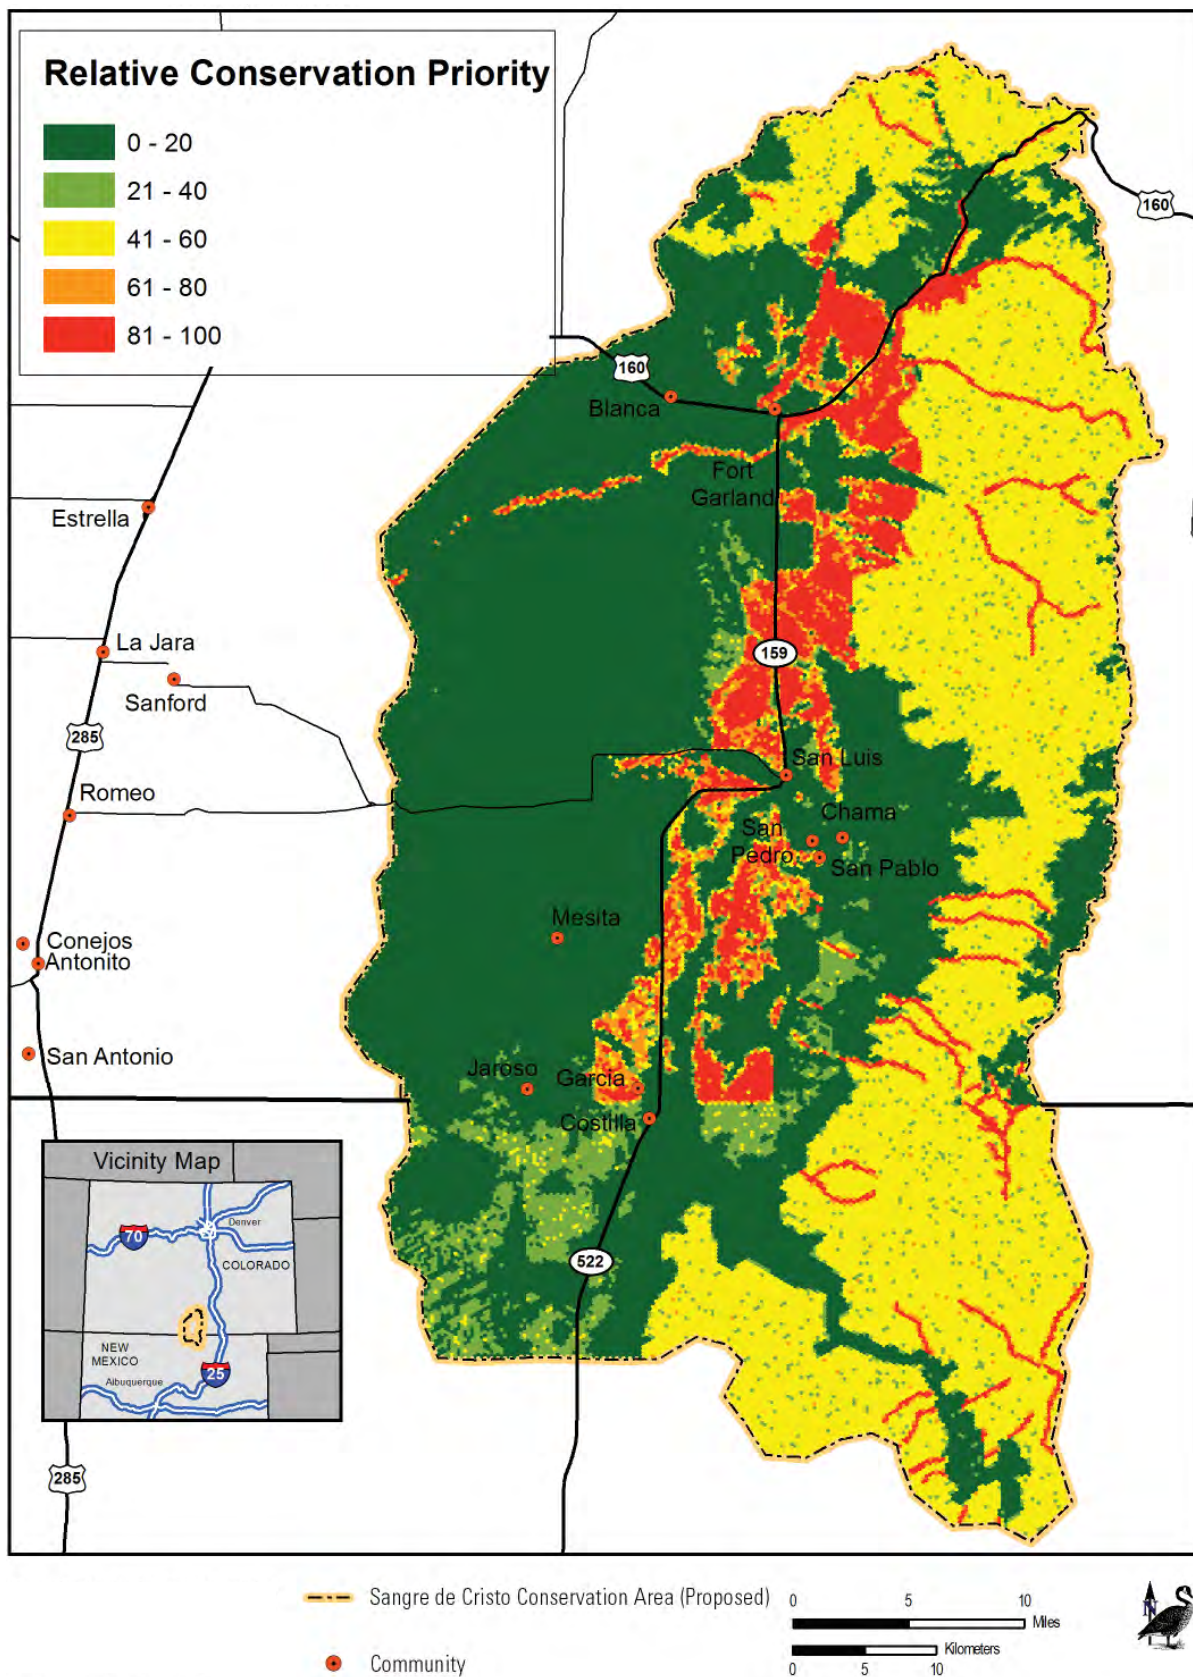 Relative Conservation Priority
0 - 20
21 - 40
41 - 60
61 - 80
81 - 100
160
160
Blanca
Fort
Garland
Estrella
La Jara
Sanford
159
285
San Luis
Romeo
Chama
San
Pedro
San Pablo
Mesita
Conejos
Antonito
San Antonio
Jaroso
Garcia
Costilla
Vicinity Map
Denver
70
COLORADO
522
NEW
MEXICO
25
Albuquerque
285
Sangre de Cristo Conservation Area (Proposed)
0 5 10
Miles
N
Kilometers
0 5 10
Community